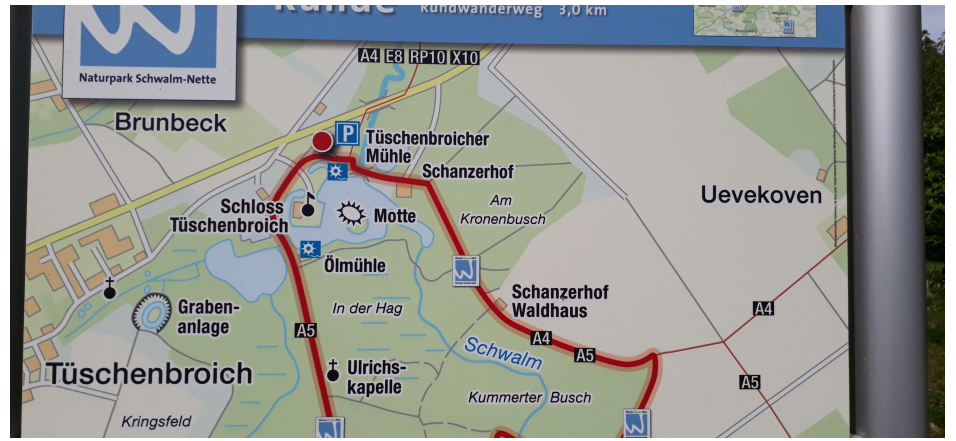 Runde
Rundwanderweg 3,0 km
Naturpark Schwalm-Nette
A4 E8 RP10 X10
Brunbeck
P
Tüschenbroicher
Mühle
Schanzerhof
Am
Kronenbusch
Uevekoven
Schloss
Tüschenbroich
Motte
Ölmühle
In der Hag
Schanzerhof
Waldhaus
Graben-
anlage
A5
A4
A4
A5
A5
Schwalm
Tüschenbroich
Ulrichs-
kapelle
Kummerter Busch
Kringsfeld